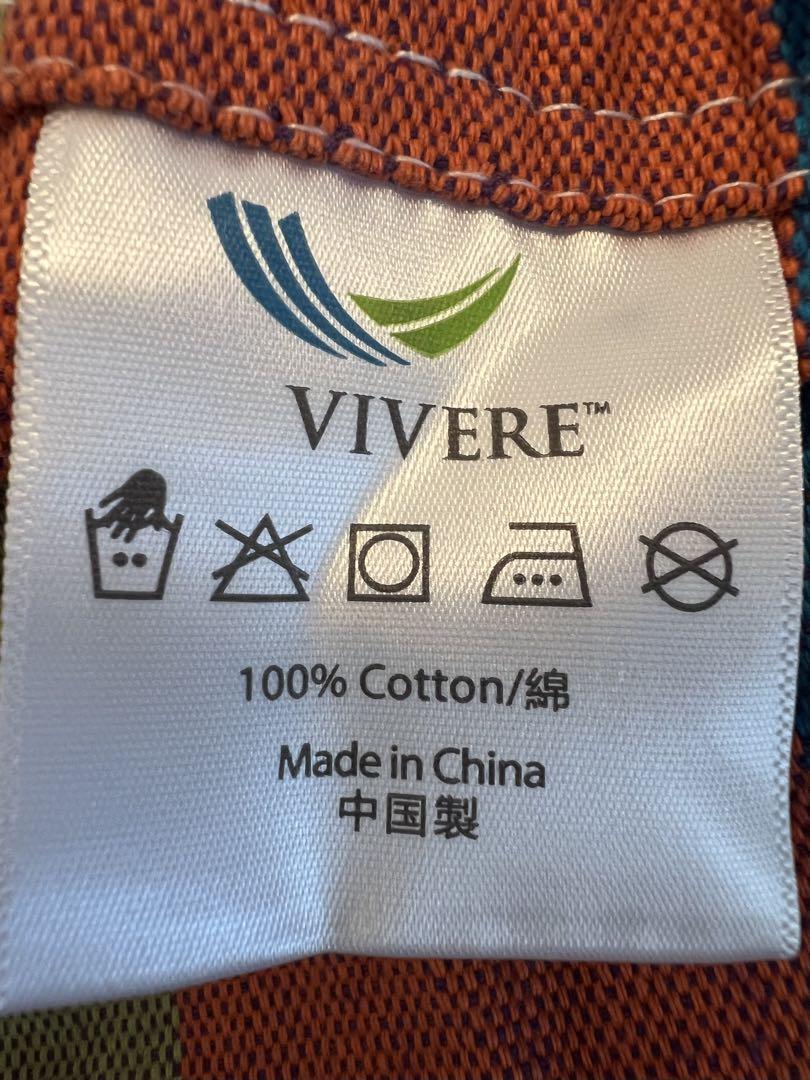 VIVERE™
100% Cotton/綿
Made in China
中国製